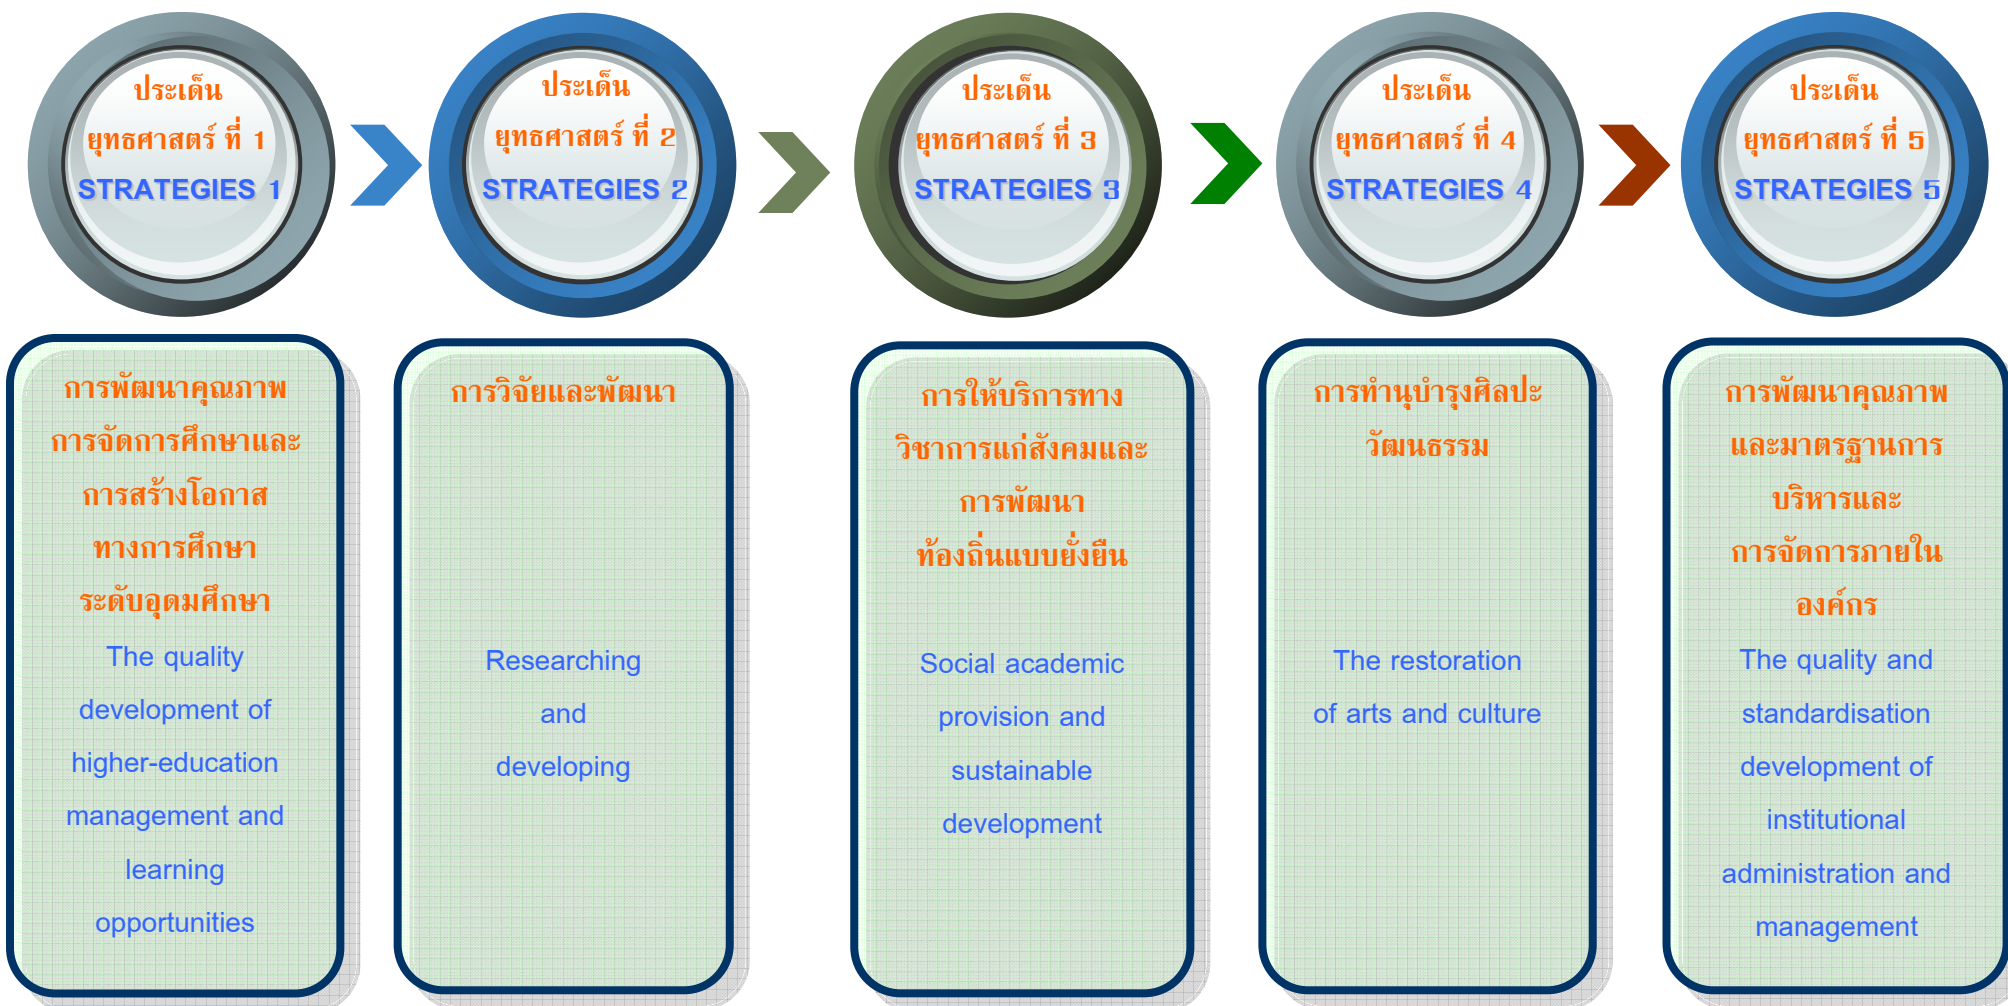 ประเด็น
ยุทธศาสตร์ ที่ 1
STRATEGIES 1
ประเด็น
ยุทธศาสตร์ ที่ 2
STRATEGIES 2
ประเด็น
ยุทธศาสตร์ ที่ 3
STRATEGIES 3
ประเด็น
ยุทธศาสตร์ ที่ 4
STRATEGIES 4
ประเด็น
ยุทธศาสตร์ ที่ 5
STRATEGIES 5
การพัฒนาคุณภาพ
การจัดการศึกษาและ
การสร้างโอกาส
ทางการศึกษา
ระดับอุดมศึกษา
The quality
development of
higher-education
management and
learning
opportunities
การวิจัยและพัฒนา
Researching
and
developing
การให้บริการทาง
วิชาการแก่สังคมและ
การพัฒนา
ท้องถิ่นแบบยั่งยืน
Social academic
provision and
sustainable
development
การทำนุบำรุงศิลปะ
วัฒนธรรม
The restoration
of arts and culture
การพัฒนาคุณภาพ
และมาตรฐานการ
บริหารและ
การจัดการภายใน
องค์กร
The quality and
standardisation
development of
institutional
administration and
management